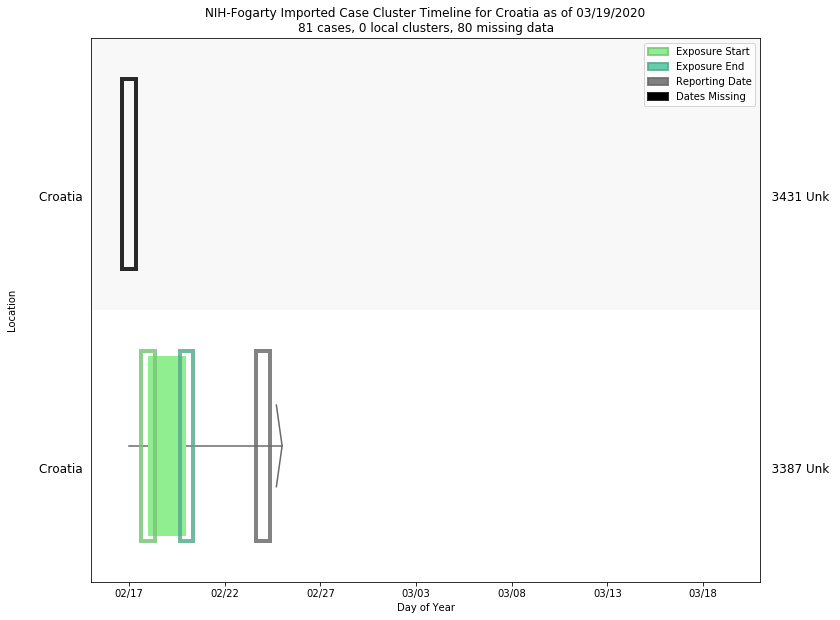 NIH-Fogarty Imported Case Cluster Timeline for Croatia as of 03/19/2020
81 cases, 0 local clusters, 80 missing data
Exposure Start
Exposure End
Reporting Date
Dates Missing
Croatia
3431 Unk
Location
Croatia
3387 Unk
02/17 02/22 02/27 03/03 03/08 03/13 03/18
Day of Year